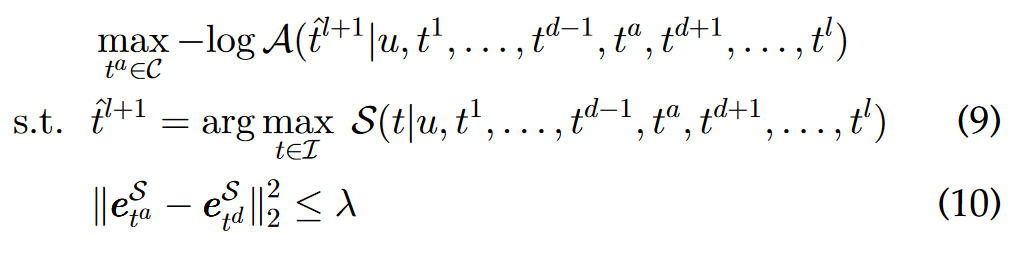 max −log 𝒜(t̂^{l+1}|u, t^1, …, t^{d−1}, t^a, t^{d+1}, …, t^l)
t^a∈𝒞
s.t. t̂^{l+1} = arg max 𝒮(t|u, t^1, …, t^{d−1}, t^a, t^{d+1}, …, t^l) (9)
t∈ℐ
‖e^𝒮_{t^a} − e^𝒮_{t^d}‖^2_2 ≤ λ (10)